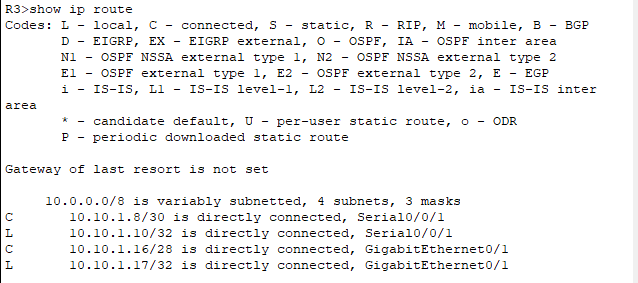 R3>show ip route
Codes: L - local, C - connected, S - static, R - RIP, M - mobile, B - BGP
       D - EIGRP, EX - EIGRP external, O - OSPF, IA - OSPF inter area
       N1 - OSPF NSSA external type 1, N2 - OSPF NSSA external type 2
       E1 - OSPF external type 1, E2 - OSPF external type 2, E - EGP
       i - IS-IS, L1 - IS-IS level-1, L2 - IS-IS level-2, ia - IS-IS inter
area
       * - candidate default, U - per-user static route, o - ODR
       P - periodic downloaded static route

Gateway of last resort is not set

     10.0.0.0/8 is variably subnetted, 4 subnets, 3 masks
C       10.10.1.8/30 is directly connected, Serial0/0/1
L       10.10.1.10/32 is directly connected, Serial0/0/1
C       10.10.1.16/28 is directly connected, GigabitEthernet0/1
L       10.10.1.17/32 is directly connected, GigabitEthernet0/1